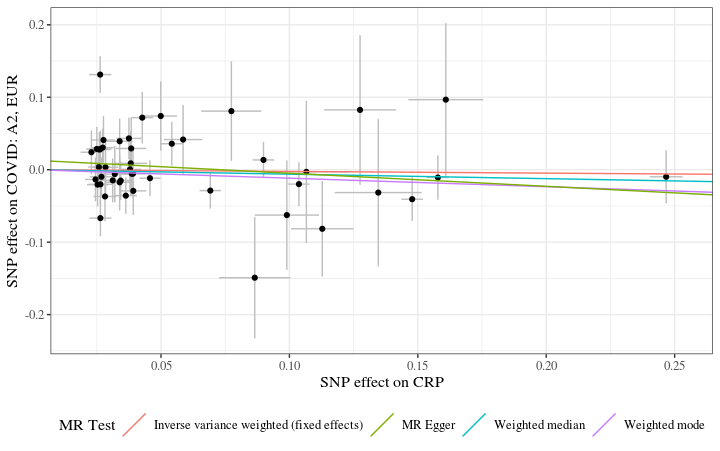 SNP effect on COVID: A2, EUR
0.2
0.1
0.0
-0.1
-0.2
0.05 0.10 0.15 0.20 0.25
SNP effect on CRP
MR Test Inverse variance weighted (fixed effects) MR Egger Weighted median Weighted mode